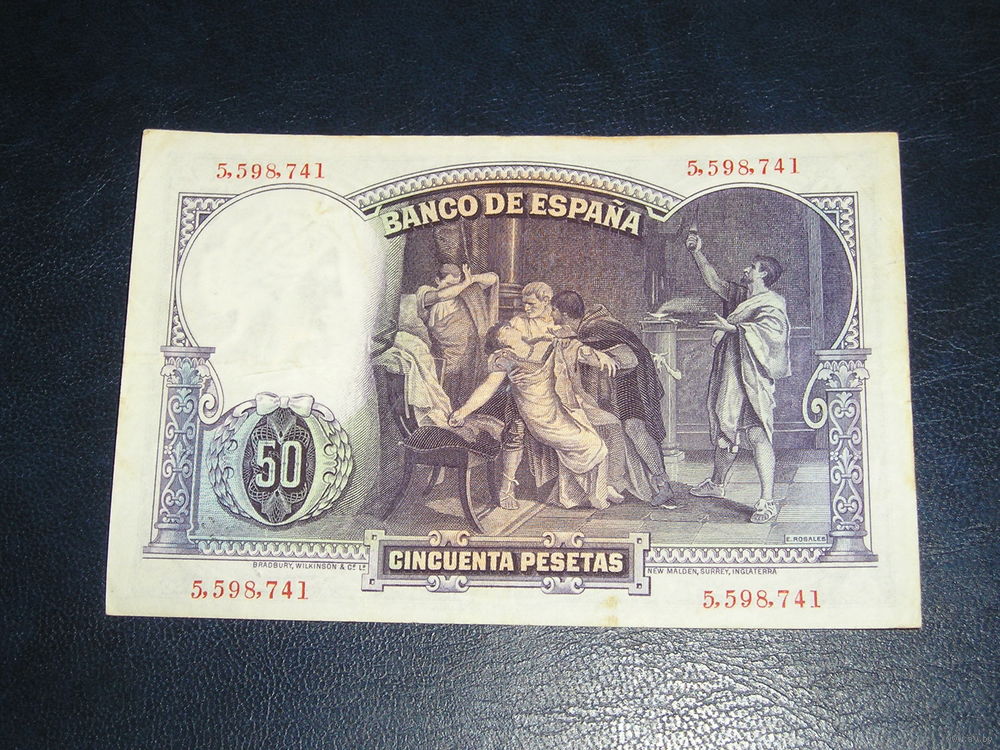 5,598,741
5,598,741
BANCO DE ESPAÑA
50
E. ROSALES
CINCUENTA PESETAS
BRADBURY, WILKINSON & Cº Lᴰ
NEW MALDEN, SURREY, INGLATERRA
5,598,741
5,598,741